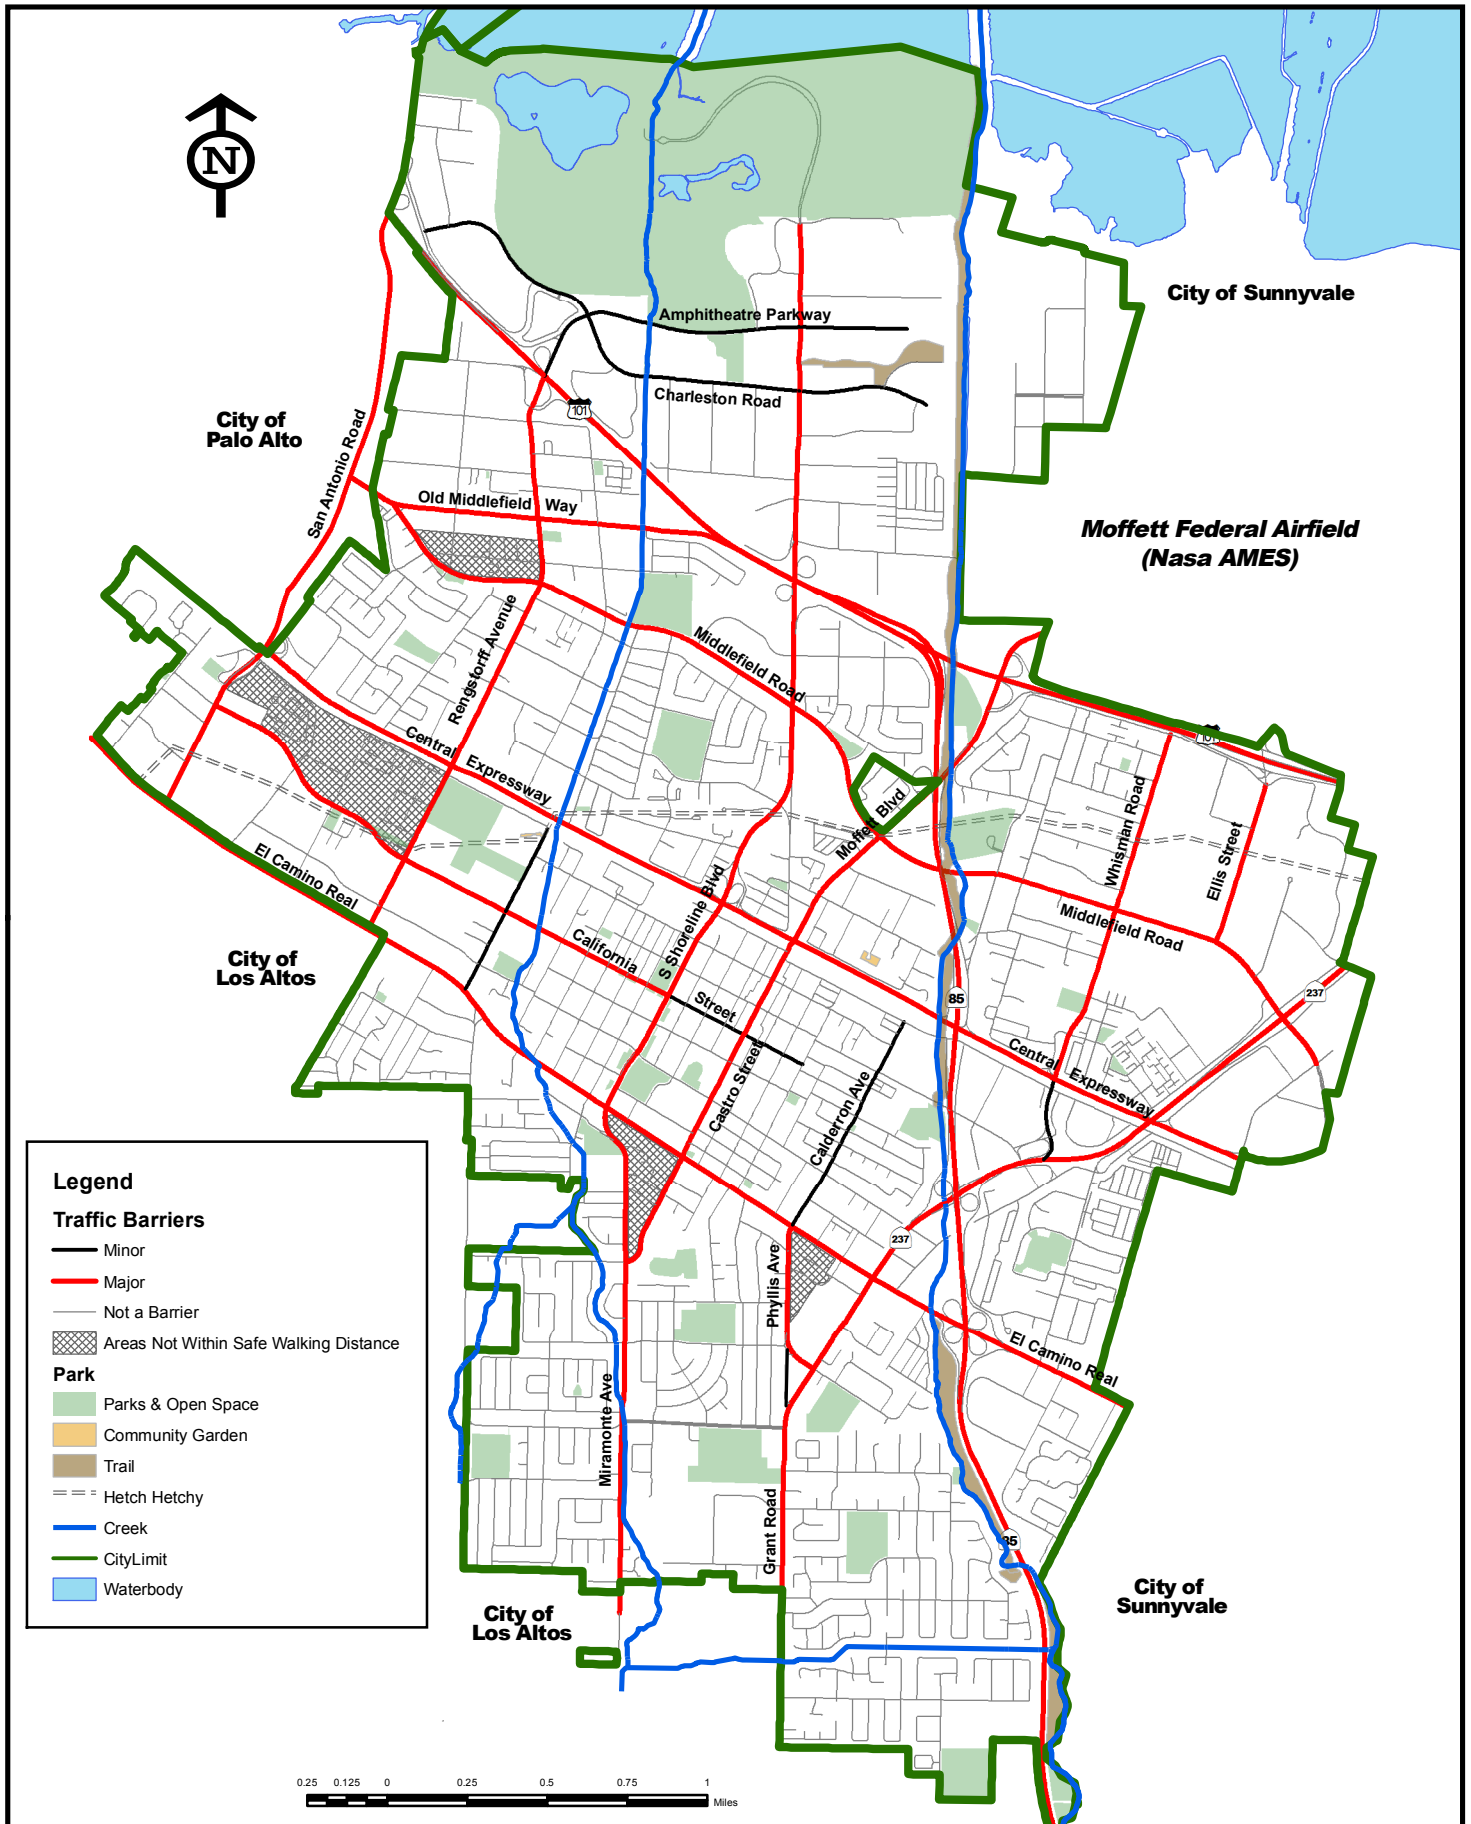 N
City of Sunnyvale
Amphitheatre Parkway
Charleston Road
101
City of
Palo Alto
San Antonio Road
Old Middlefield Way
Moffett Federal Airfield
(Nasa AMES)
Rengstorff Avenue
Middlefield Road
Central Expressway
101
Moffett Blvd
Whisman Road
Ellis Street
El Camino Real
S Shoreline Blvd
Middlefield Road
City of
Los Altos
California Street
85
237
Castro Street
Calderron Ave
Central Expressway
Legend
Traffic Barriers
Minor
Major
Not a Barrier
Areas Not Within Safe Walking Distance
Park
Parks & Open Space
Community Garden
Trail
Hetch Hetchy
Creek
CityLimit
Waterbody
237
Phyllis Ave
El Camino Real
Miramonte Ave
Grant Road
85
City of
Sunnyvale
City of
Los Altos
0.25 0.125 0 0.25 0.5 0.75 1
Miles